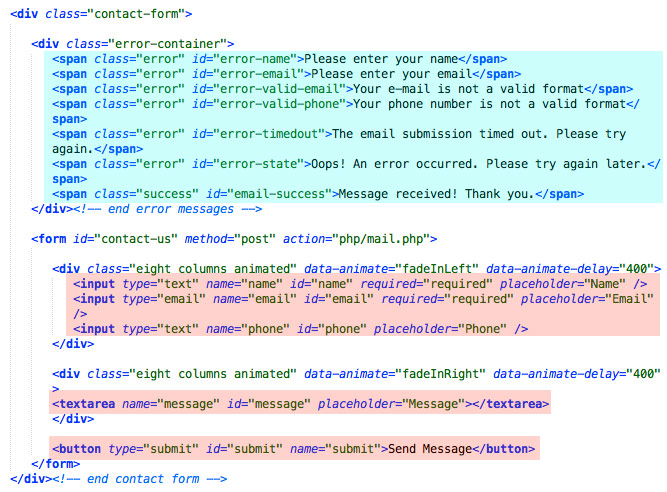 <div class="contact-form">
<div class="error-container">
<span class="error" id="error-name">Please enter your name</span>
<span class="error" id="error-email">Please enter your email</span>
<span class="error" id="error-valid-email">Your e-mail is not a valid format</span>
<span class="error" id="error-valid-phone">Your phone number is not a valid format</
span>
<span class="error" id="error-timedout">The email submission timed out. Please try
again.</span>
<span class="error" id="error-state">Oops! An error occurred. Please try again later.</
span>
<span class="success" id="email-success">Message received! Thank you.</span>
</div><!-- end error messages -->
<form id="contact-us" method="post" action="php/mail.php">
<div class="eight columns animated" data-animate="fadeInLeft" data-animate-delay="400">
<input type="text" name="name" id="name" required="required" placeholder="Name" />
<input type="email" name="email" id="email" required="required" placeholder="Email"
/>
<input type="text" name="phone" id="phone" placeholder="Phone" />
</div>
<div class="eight columns animated" data-animate="fadeInRight" data-animate-delay="400"
>
<textarea name="message" id="message" placeholder="Message"></textarea>
</div>
<button type="submit" id="submit" name="submit">Send Message</button>
</form>
</div><!-- end contact form -->